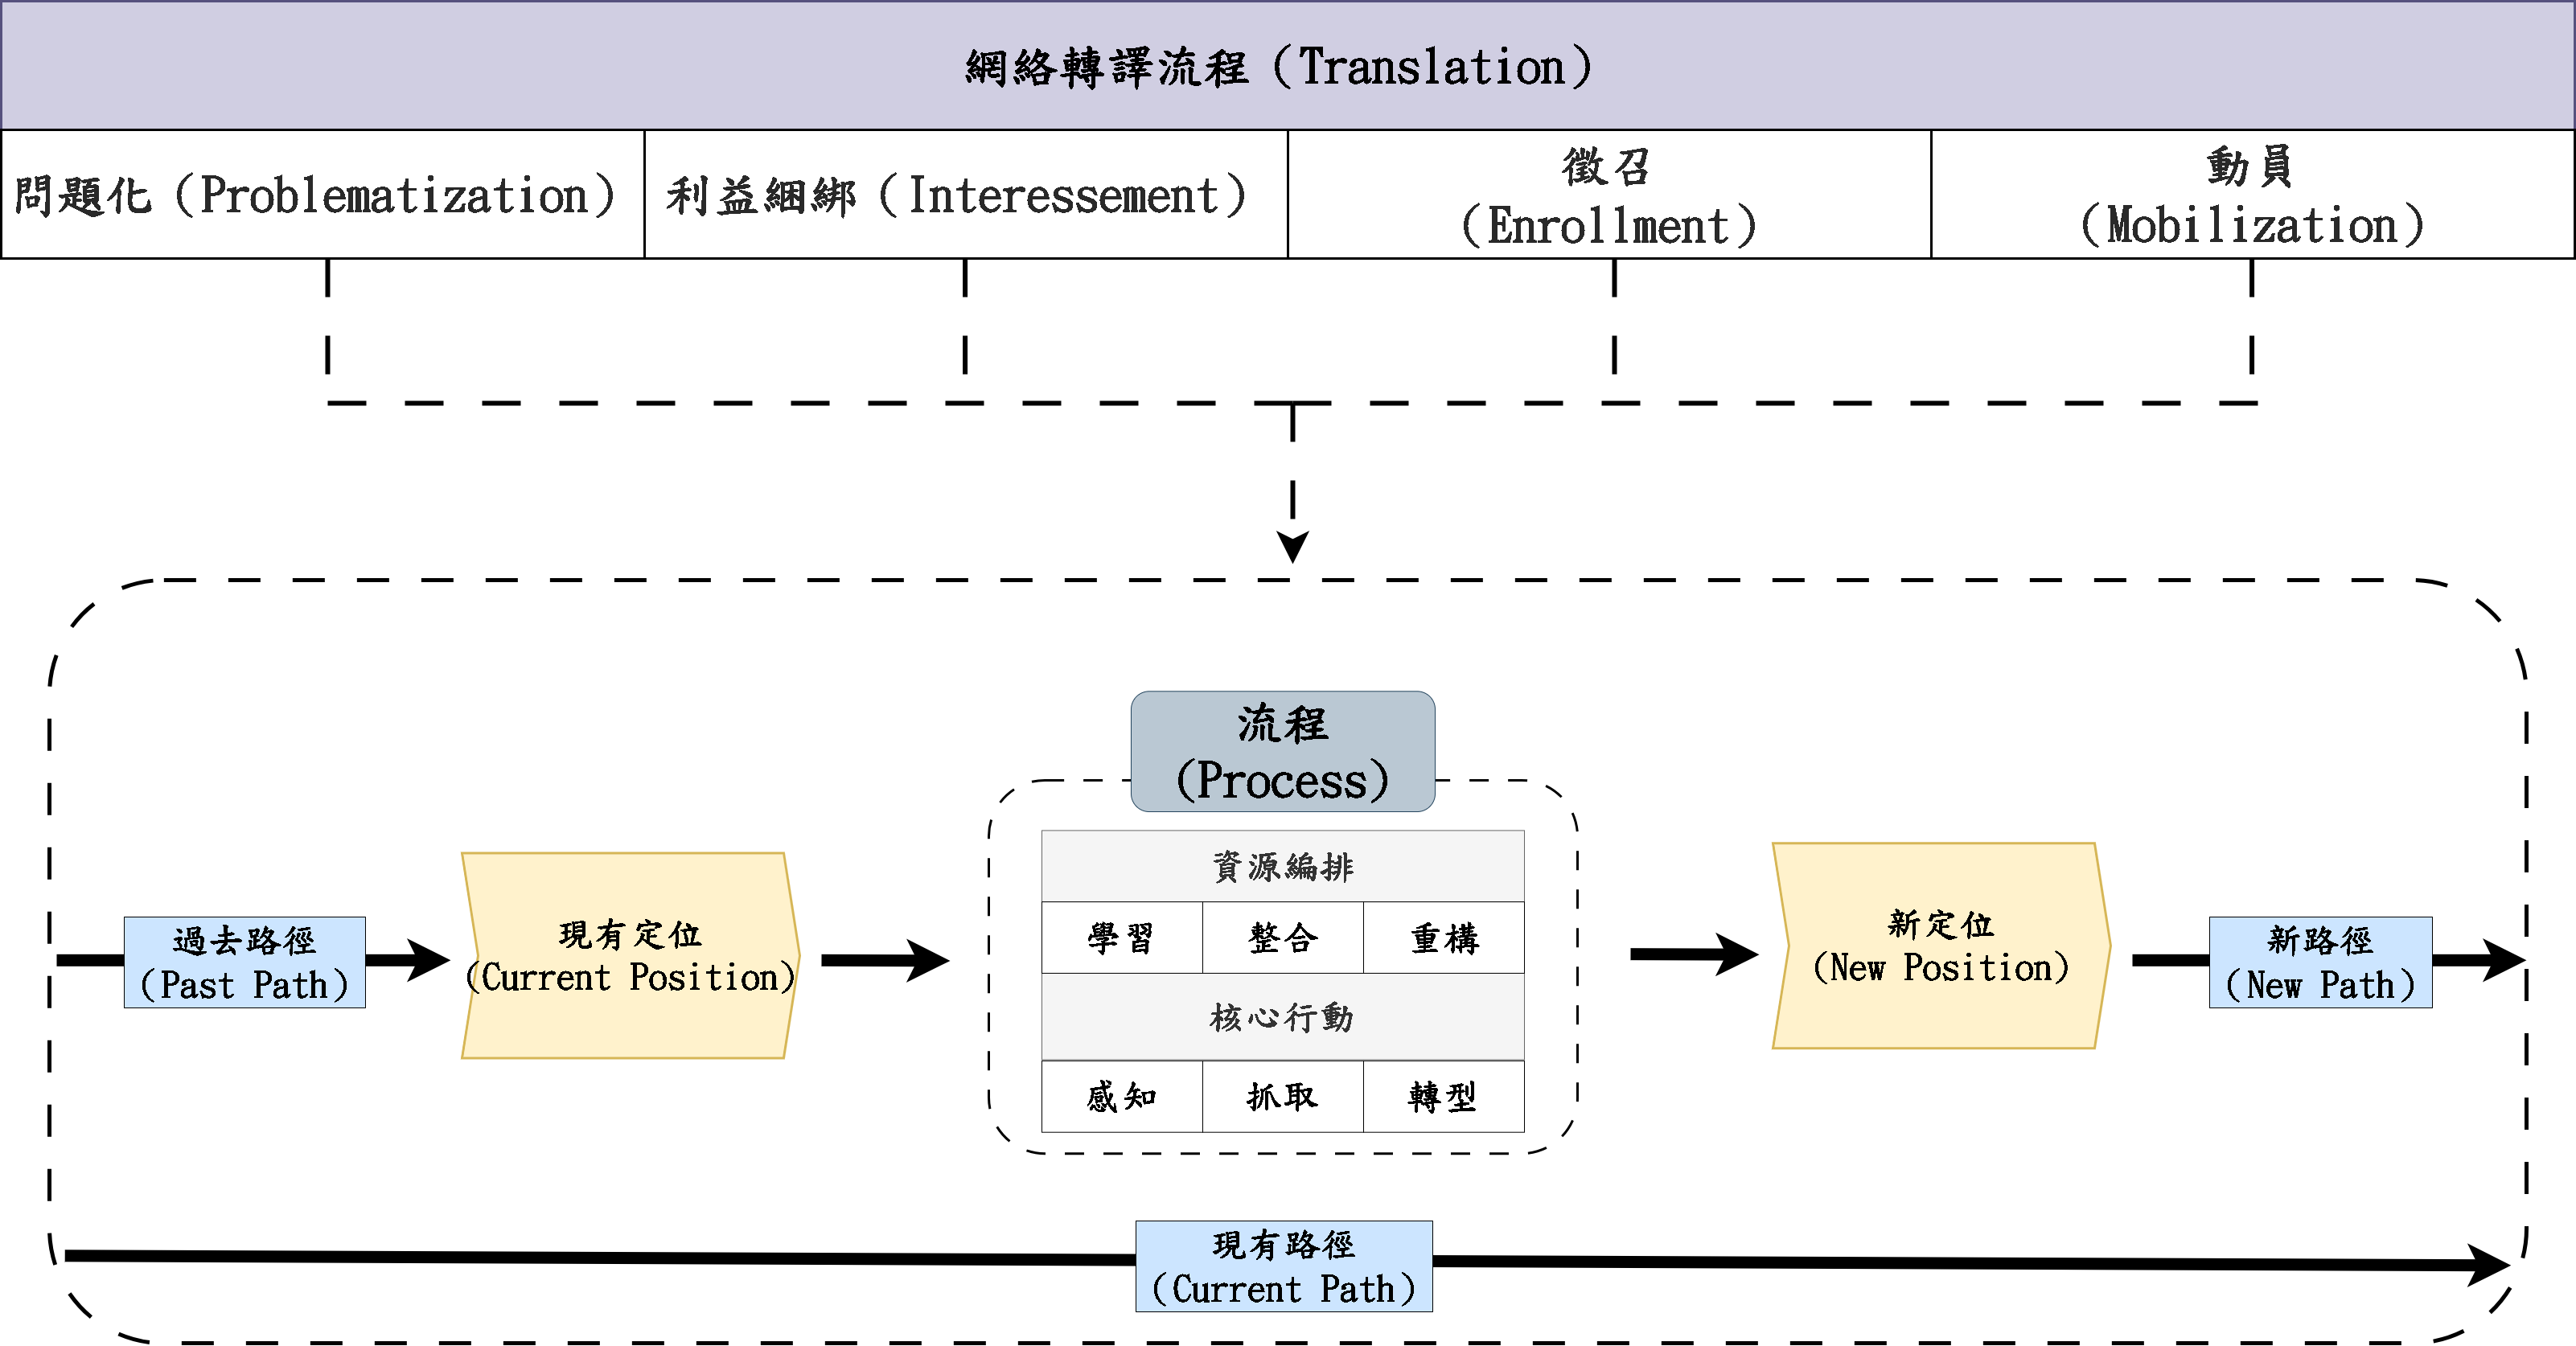 網絡轉譯流程（Translation）
問題化（Problematization）
利益綑綁（Interessement）
徵召
（Enrollment）
動員
（Mobilization）
流程
(Process)
資源編排
學習
整合
重構
核心行動
感知
抓取
轉型
過去路徑
（Past Path）
現有定位
(Current Position)
新定位
(New Position)
新路徑
（New Path）
現有路徑
（Current Path）